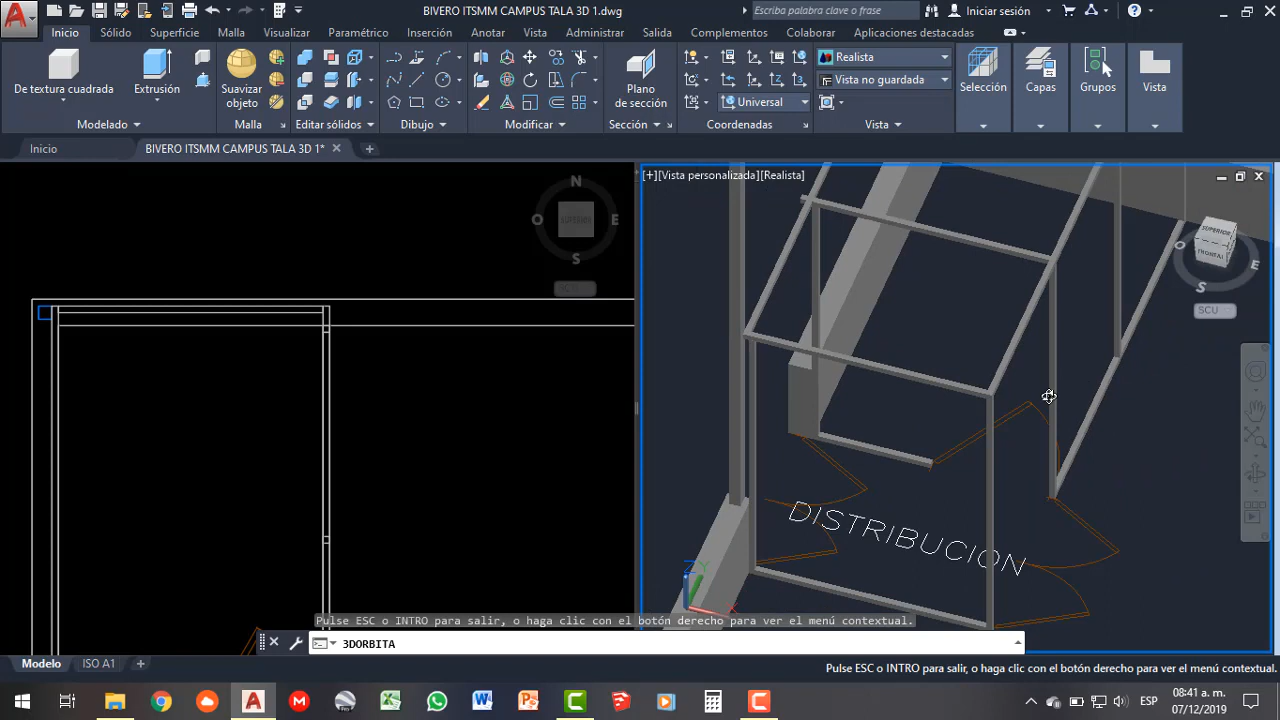 BIVERO ITSMM CAMPUS TALA 3D 1.dwg
Escriba palabra clave o frase
Iniciar sesión
Inicio Sólido Superficie Malla Visualizar Paramétrico Inserción Anotar Vista Administrar Salida Complementos Colaborar Aplicaciones destacadas
De textura cuadrada
Extrusión
Suavizar objeto
Plano de sección
Universal
Realista
Vista no guardada
Selección
Capas
Grupos
Vista
Modelado
Malla
Editar sólidos
Dibujo
Modificar
Sección
Coordenadas
Vista
Inicio
BIVERO ITSMM CAMPUS TALA 3D 1*
N
O
SUPERIOR
E
S
[+][Vista personalizada][Realista]
SUPERIOR
FRONTAL
O
E
S
SCU
DISTRIBUCION
Z
Y
X
Pulse ESC o INTRO para salir, o haga clic con el botón derecho para ver el menú contextual.
3DORBITA
Modelo
ISO A1
Pulse ESC o INTRO para salir, o haga clic con el botón derecho para ver el menú contextual.
ESP
08:41 a. m.
07/12/2019